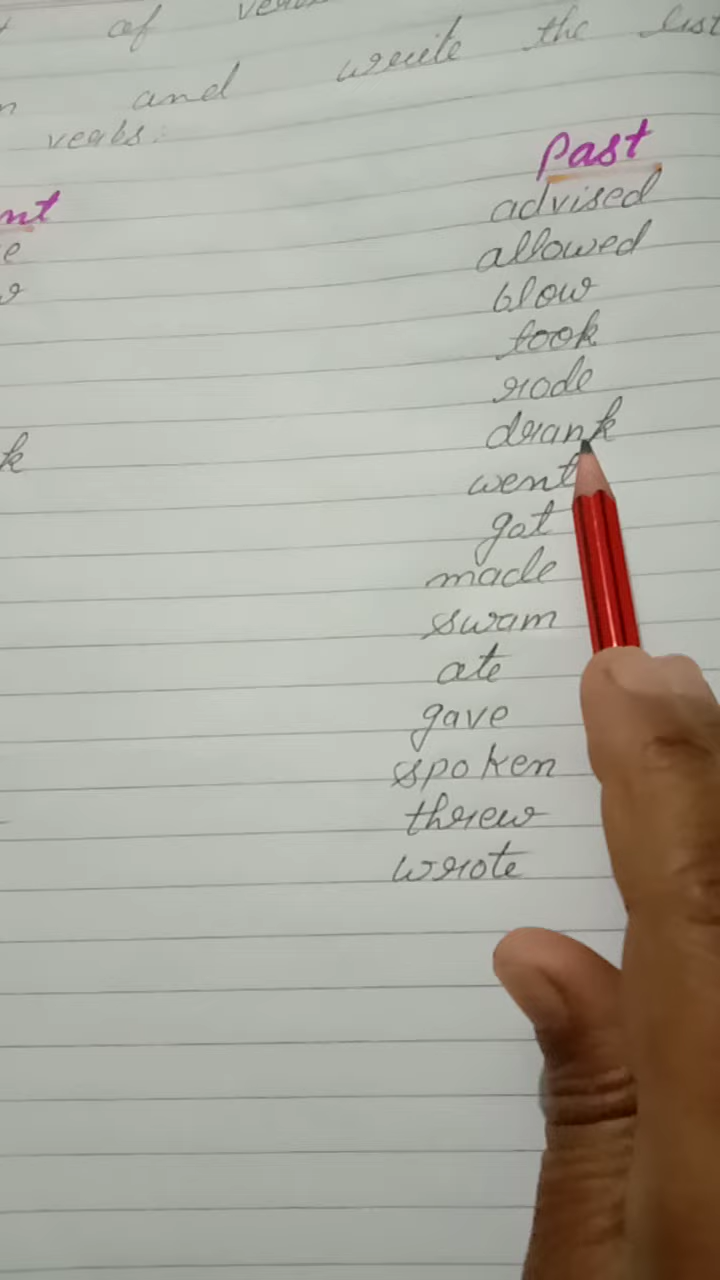 of
and write the list
verbs.
Past
nt
advised
e
allowed
blow
took
rode
drank
k
went
got
made
swam
ate
gave
spoken
threw
wrote